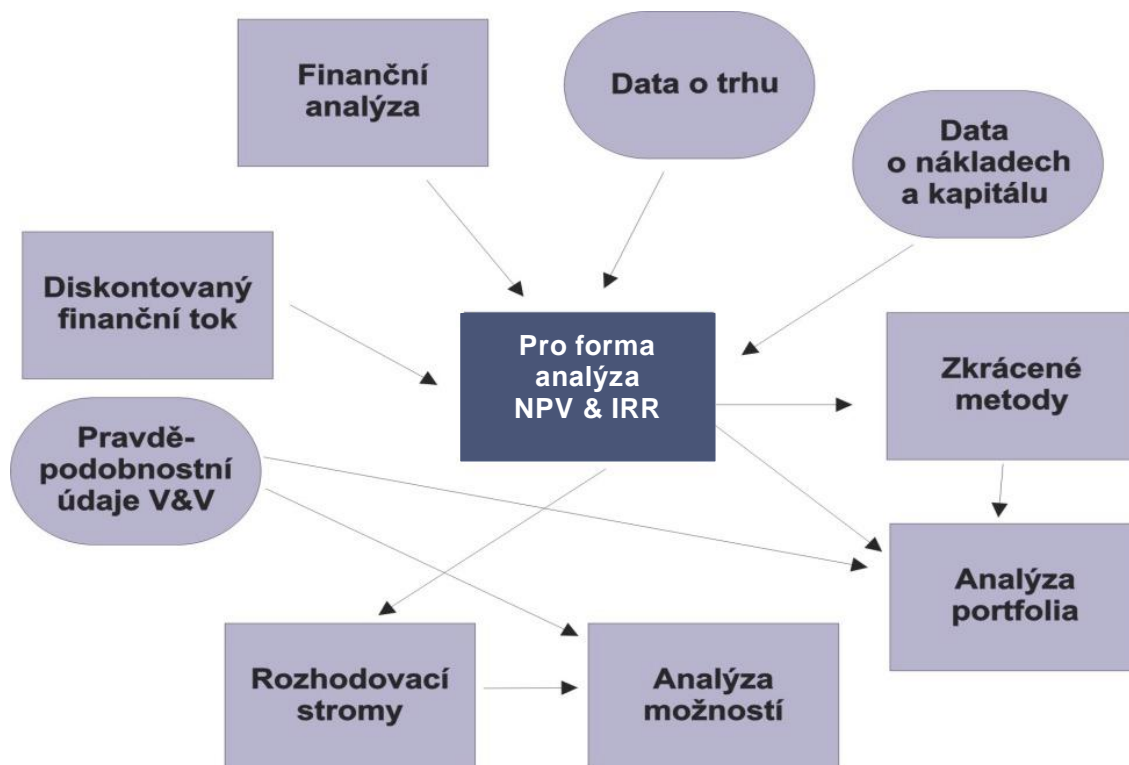 Finanční
analýza
Data o trhu
Data
o nákladech
a kapitálu
Diskontovaný
finanční tok
Pro forma
analýza
NPV & IRR
Zkrácené
metody
Pravdě-
podobnostní
údaje V&V
Analýza
portfolia
Rozhodovací
stromy
Analýza
možností